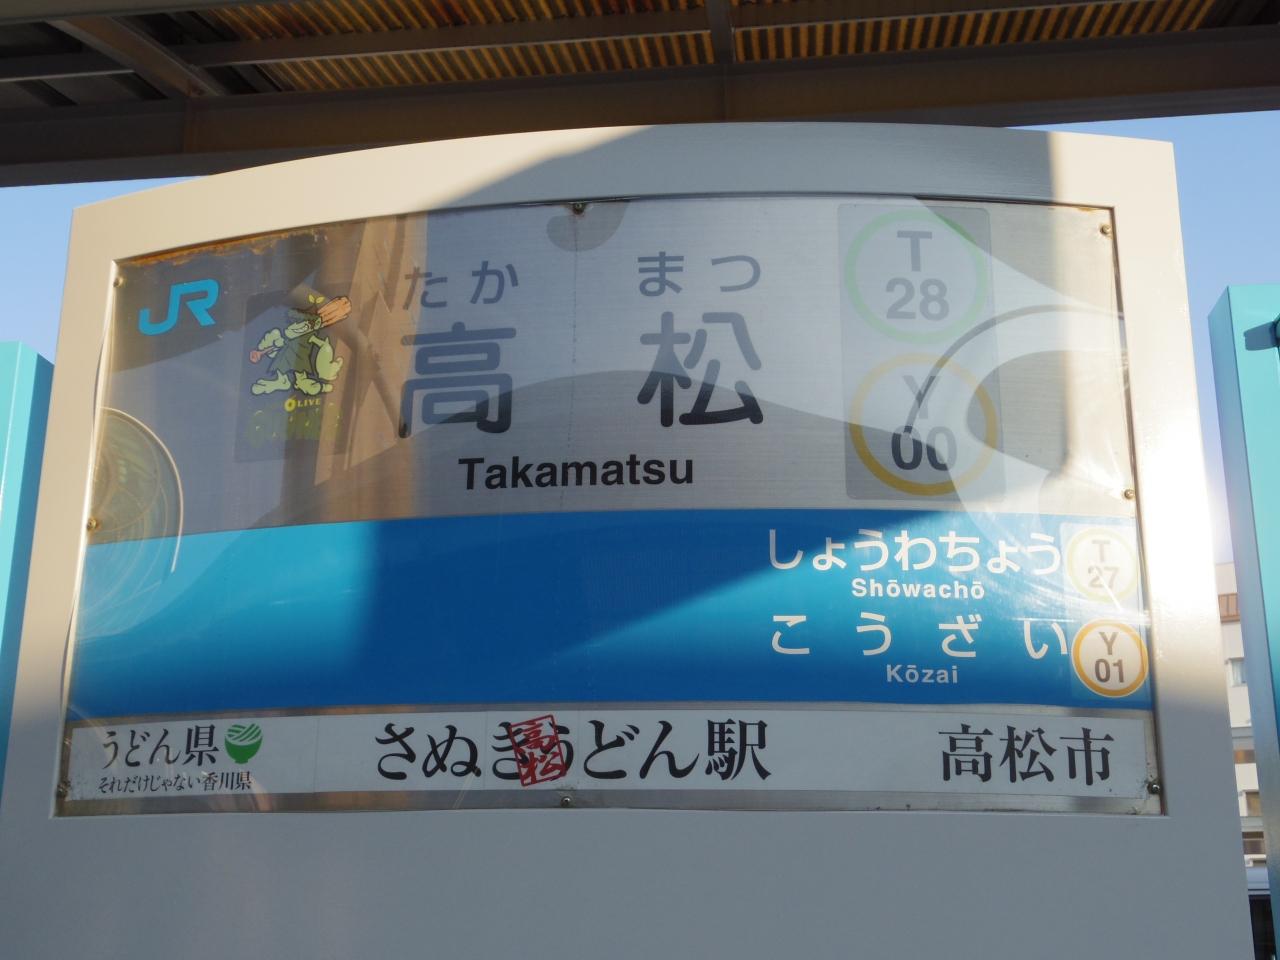 JR
たか まつ
高松
Takamatsu
T
28
Y
00
OLIVE
しょうわちょう
Shōwachō
T
27
こうざい
Kōzai
Y
01
うどん県
それだけじゃない香川県
さぬきうどん駅
高松
高松市